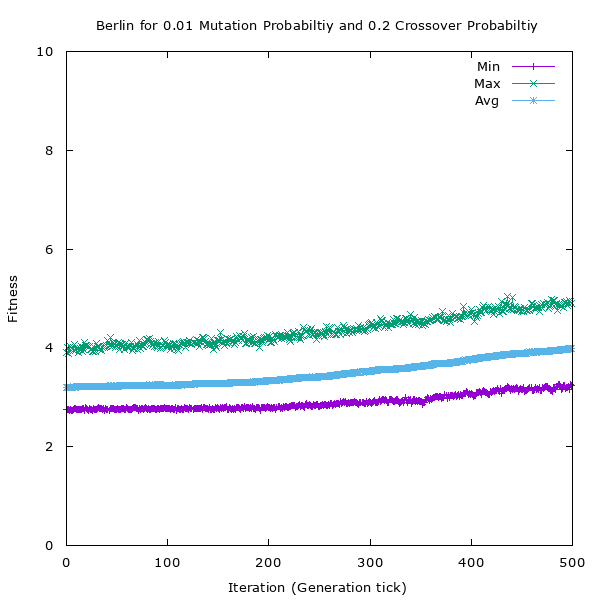 Berlin for 0.01 Mutation Probabiltiy and 0.2 Crossover Probabiltiy
10
8
6
4
2
0
Fitness
Min
Max
Avg
0 100 200 300 400 500
Iteration (Generation tick)